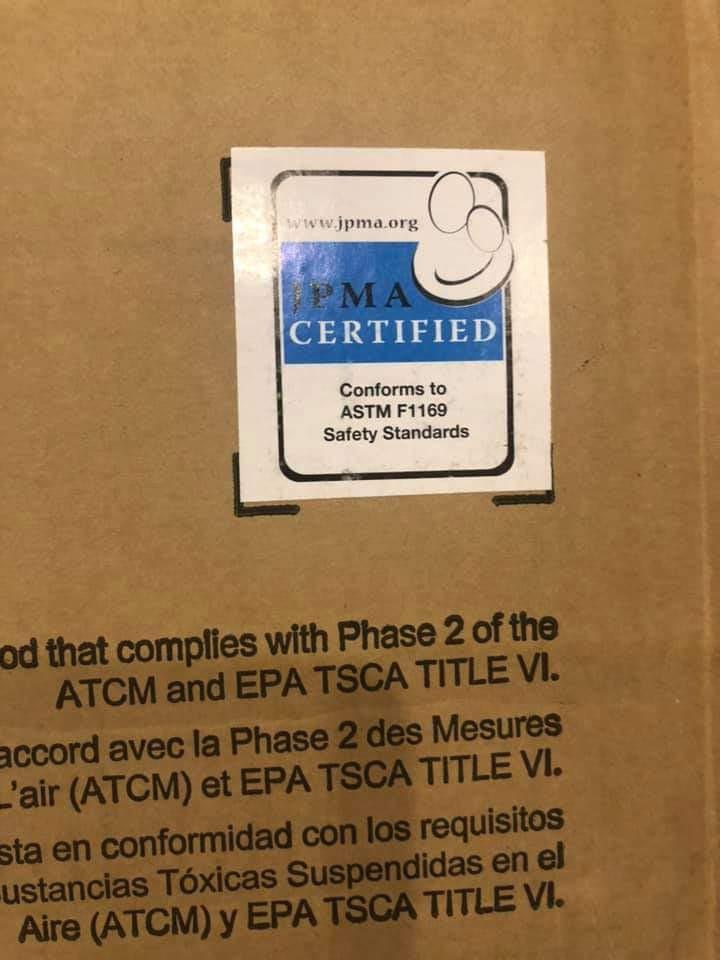 www.jpma.org
JPMA
CERTIFIED
Conforms to
ASTM F1169
Safety Standards
od that complies with Phase 2 of the
ATCM and EPA TSCA TITLE VI.
accord avec la Phase 2 des Mesures
L'air (ATCM) et EPA TSCA TITLE VI.
sta en conformidad con los requisitos
ustancias Tóxicas Suspendidas en el
Aire (ATCM) y EPA TSCA TITLE VI.